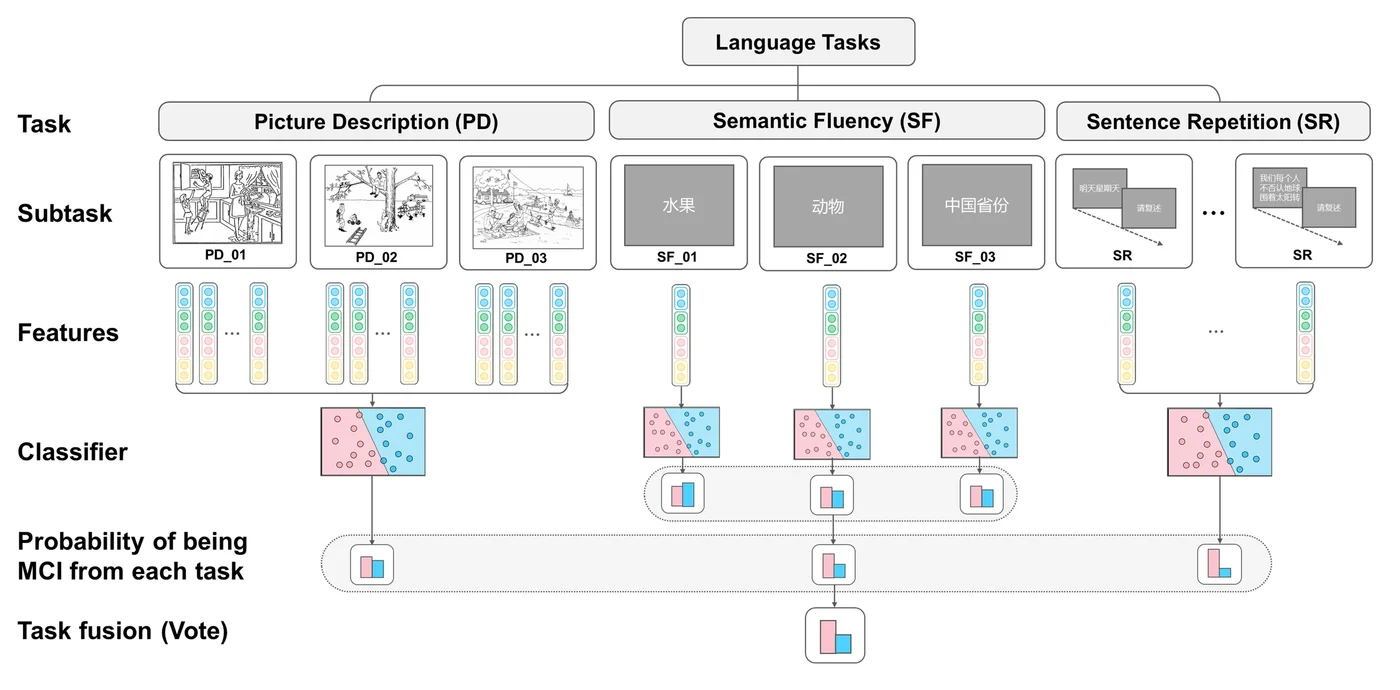 Language Tasks
Task
Picture Description (PD)
Semantic Fluency (SF)
Sentence Repetition (SR)
Subtask
PD_01
PD_02
PD_03
水果
SF_01
动物
SF_02
中国省份
SF_03
明天星期天
请复述
SR
...
我们每个人
不否认地球
围着太阳转
请复述
SR
Features
...
...
...
...
Classifier
Probability of being
MCI from each task
Task fusion (Vote)